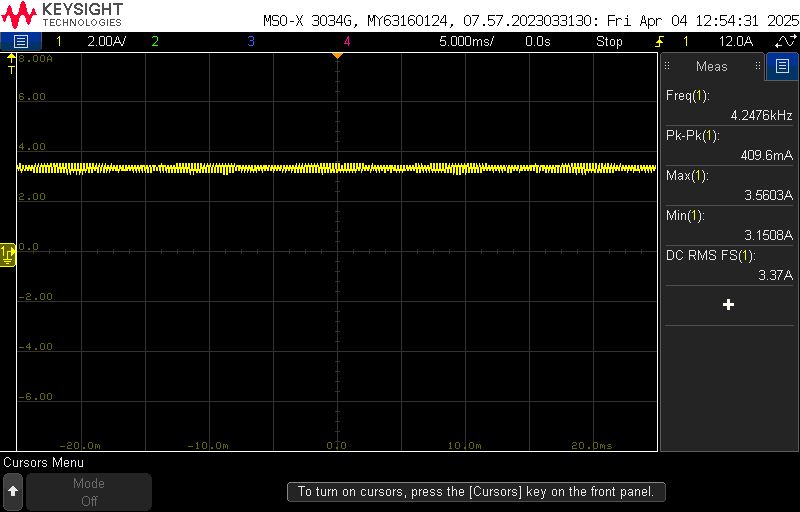 KEYSIGHT
TECHNOLOGIES
MSO-X 3034G, MY63160124, 07.57.2023033130: Fri Apr 04 12:54:31 2025
1 2.00A/ 2 3 4 5.000ms/ 0.0s Stop 1 12.0A
T
8.00A
6.00
4.00
2.00
1 0.0
-2.00
-4.00
-6.00
-20.0m -10.0m 0.0 10.0m 20.0ms
Meas
Freq(1):
4.2476kHz
Pk-Pk(1):
409.6mA
Max(1):
3.5603A
Min(1):
3.1508A
DC RMS FS(1):
3.37A
Cursors Menu
Mode
Off
To turn on cursors, press the [Cursors] key on the front panel.